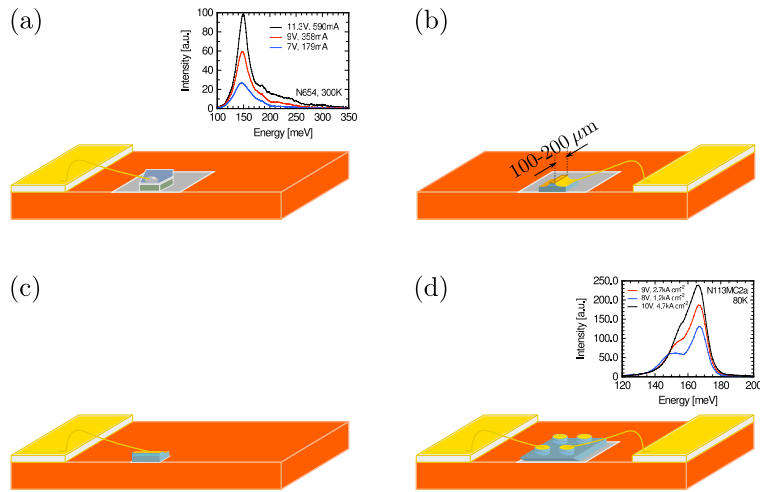 (a)
Intensity [a.u.]
100
80
60
40
20
0
11.3V, 590mA
9V, 358mA
7V, 179mA
N654, 300K
100 150 200 250 300 350
Energy [meV]
(b)
100-200 μm
(c)
(d)
Intensity [a.u.]
250.0
200.0
150.0
100.0
50.0
0.0
9V, 2.7kA cm⁻²
8V, 1.2kA cm⁻²
10V, 4.7kA cm⁻²
N113MC2a
80K
120 140 160 180 200
Energy [meV]